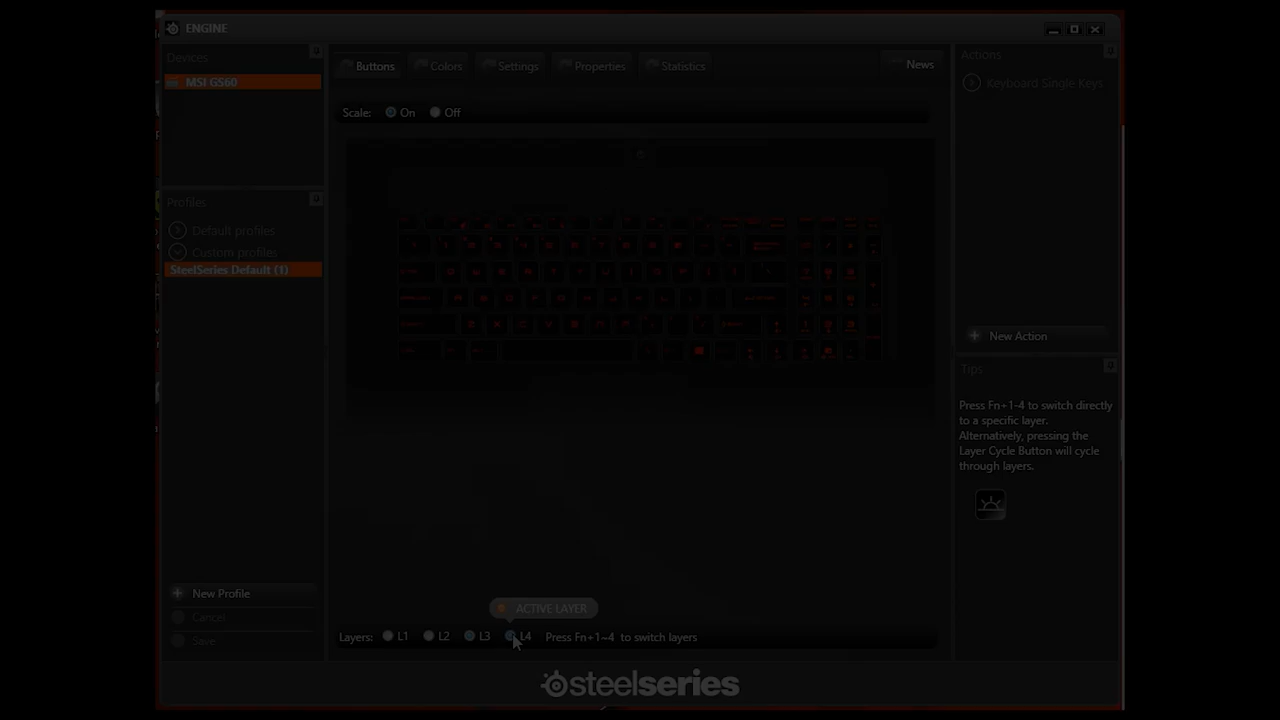 ENGINE
Devices
MSI GS60
Profiles
Default profiles
Custom profiles
SteelSeries Default (1)
New Profile
Cancel
Save
Buttons
Colors
Settings
Properties
Statistics
News
Scale: On Off
ACTIVE LAYER
Layers: L1 L2 L3 L4 Press Fn+1~4 to switch layers
Actions
Keyboard Single Keys
New Action
Tips
Press Fn+1-4 to switch directly
to a specific layer.
Alternatively, pressing the
Layer Cycle Button will cycle
through layers.
steelseries